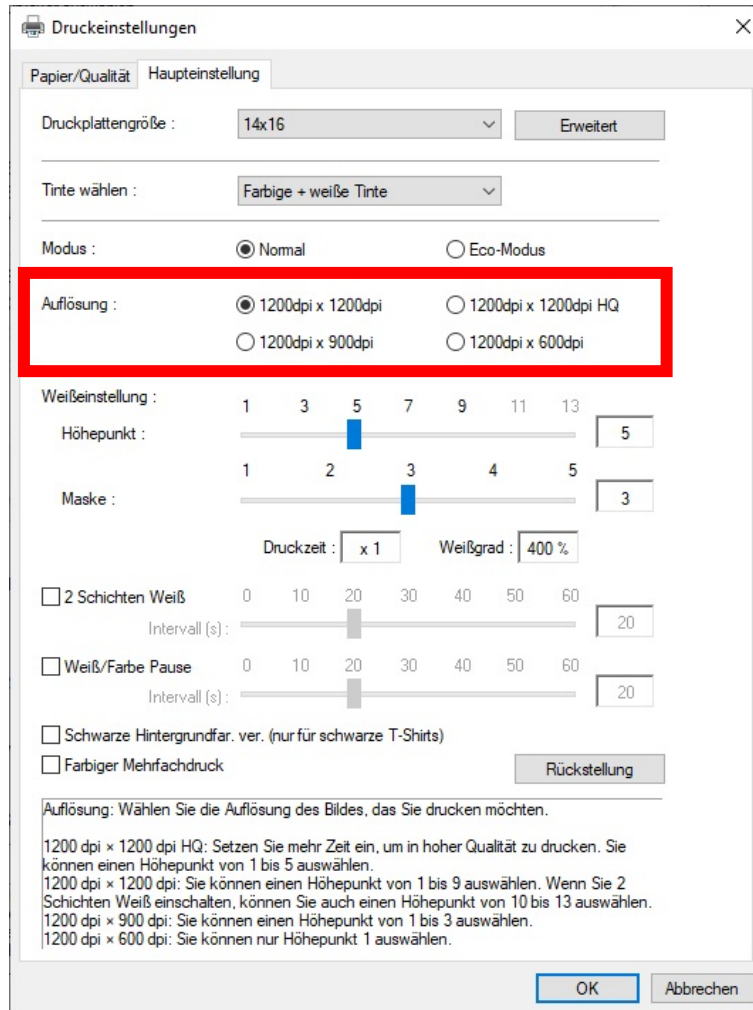 Druckeinstellungen
Papier/Qualität Haupteinstellung
Druckplattengröße : 14x16 Erweitert
Tinte wählen : Farbige + weiße Tinte
Modus : Normal Eco-Modus
Auflösung : 1200dpi x 1200dpi 1200dpi x 1200dpi HQ
1200dpi x 900dpi 1200dpi x 600dpi
Weißeinstellung :
1 3 5 7 9 11 13
Höhepunkt : 5
1 2 3 4 5
Maske : 3
Druckzeit : x 1 Weißgrad : 400 %
2 Schichten Weiß 0 10 20 30 40 50 60
Intervall (s) : 20
Weiß/Farbe Pause 0 10 20 30 40 50 60
Intervall (s) : 20
Schwarze Hintergrundfar. ver. (nur für schwarze T-Shirts)
Farbiger Mehrfachdruck Rückstellung
Auflösung: Wählen Sie die Auflösung des Bildes, das Sie drucken möchten.
1200 dpi × 1200 dpi HQ: Setzen Sie mehr Zeit ein, um in hoher Qualität zu drucken. Sie
können einen Höhepunkt von 1 bis 5 auswählen.
1200 dpi × 1200 dpi: Sie können einen Höhepunkt von 1 bis 9 auswählen. Wenn Sie 2
Schichten Weiß einschalten, können Sie auch einen Höhepunkt von 10 bis 13 auswählen.
1200 dpi × 900 dpi: Sie können einen Höhepunkt von 1 bis 3 auswählen.
1200 dpi × 600 dpi: Sie können nur Höhepunkt 1 auswählen.
OK Abbrechen